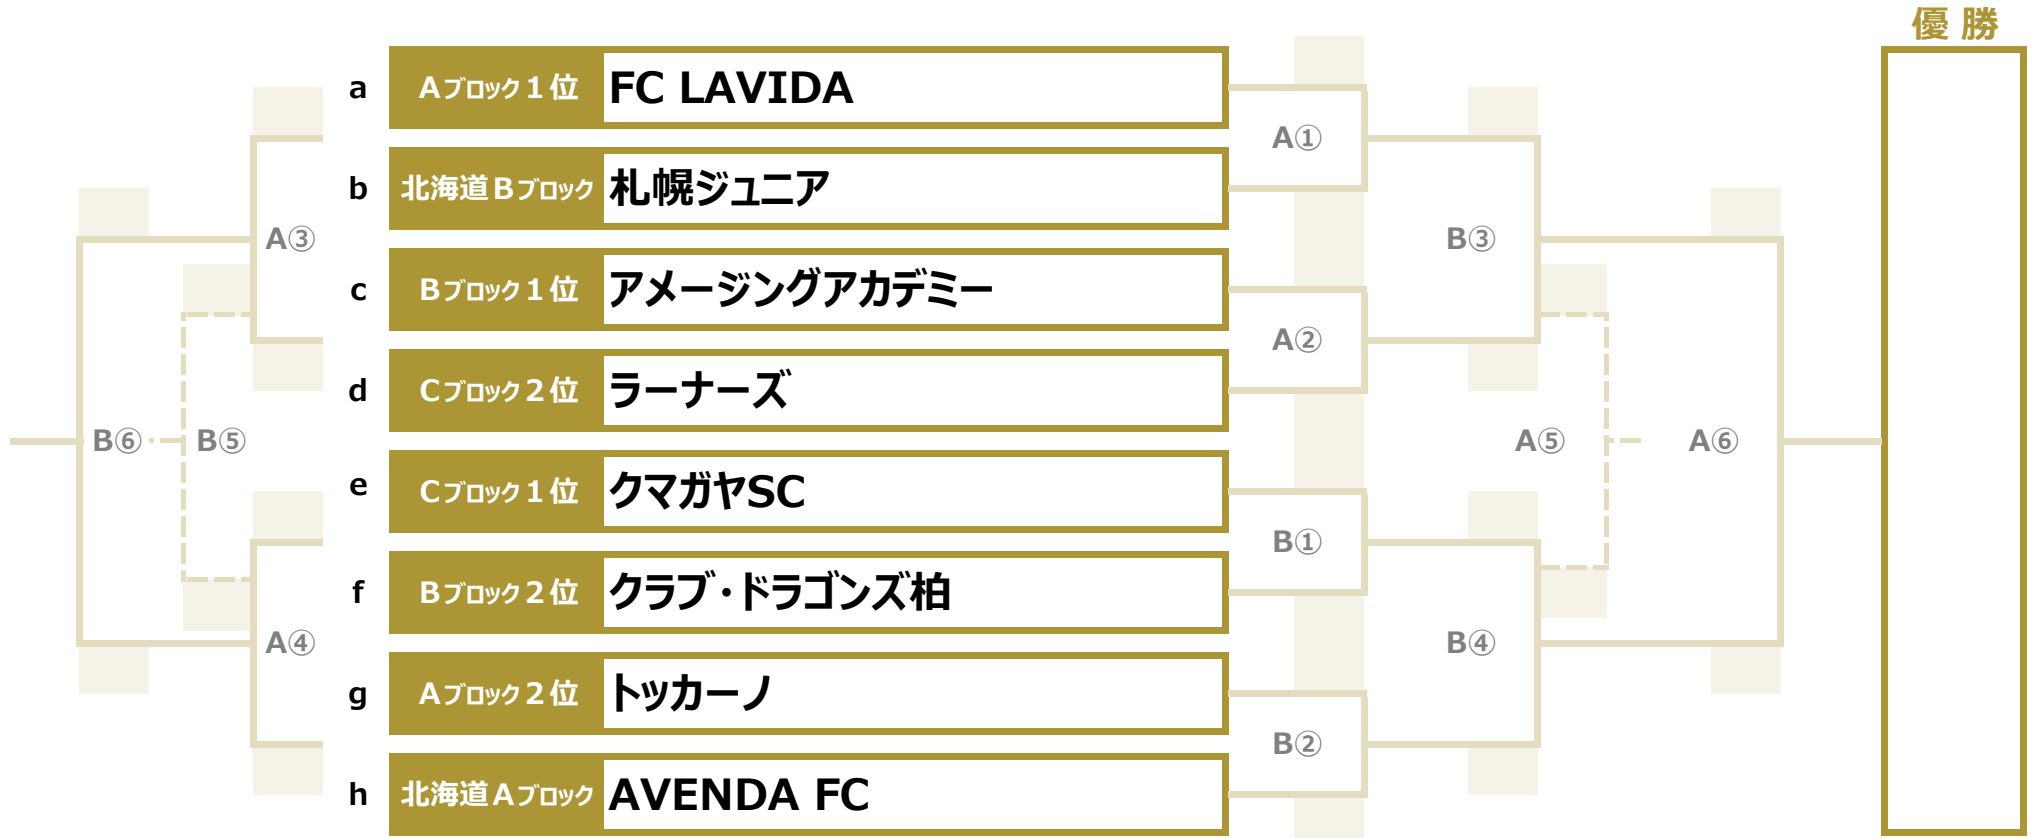 優勝
a Aブロック1位 FC LAVIDA
A①
b 北海道Bブロック 札幌ジュニア
A③
B③
c Bブロック1位 アメージングアカデミー
A②
d Cブロック2位 ラーナーズ
B⑥ B⑤
A⑤ A⑥
e Cブロック1位 クマガヤSC
B①
f Bブロック2位 クラブ・ドラゴンズ柏
A④
B④
g Aブロック2位 トッカーノ
B②
h 北海道Aブロック AVENDA FC